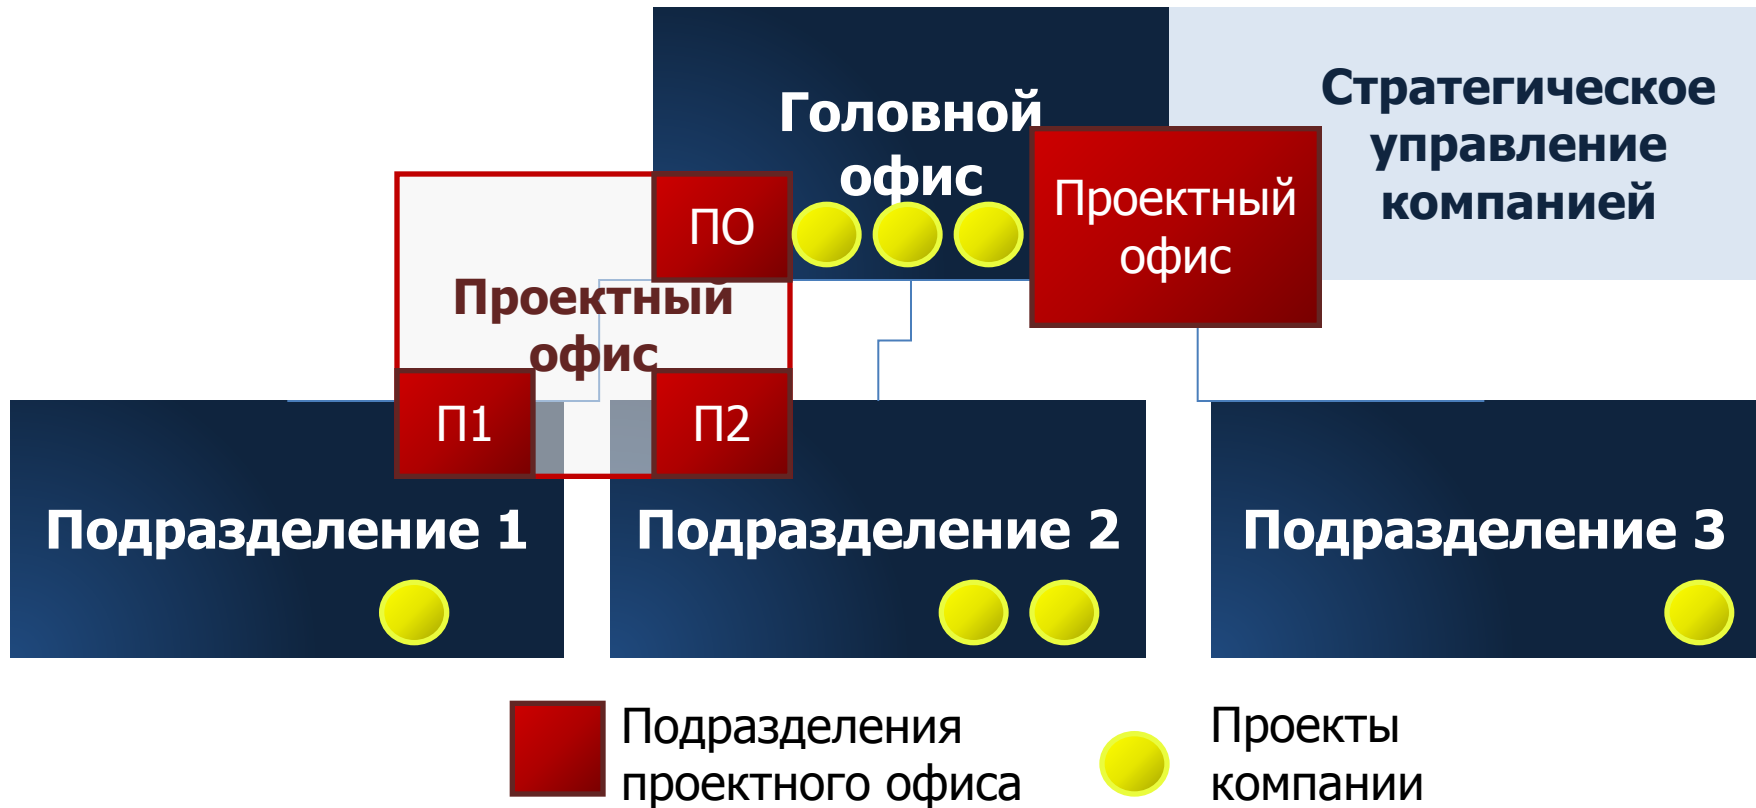 Головной
офис
Стратегическое
управление
компанией
Проектный
офис
ПО
Проектный
офис
П1
П2
Подразделение 1
Подразделение 2
Подразделение 3
Подразделения
проектного офиса
Проекты
компании